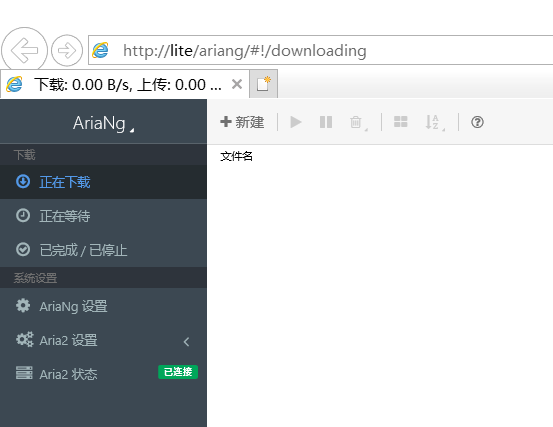 http://lite/ariang/#!/downloading
下载: 0.00 B/s, 上传: 0.00 ...
AriaNg
新建
下载
文件名
正在下载
正在等待
已完成 / 已停止
系统设置
AriaNg 设置
Aria2 设置
Aria2 状态 已连接